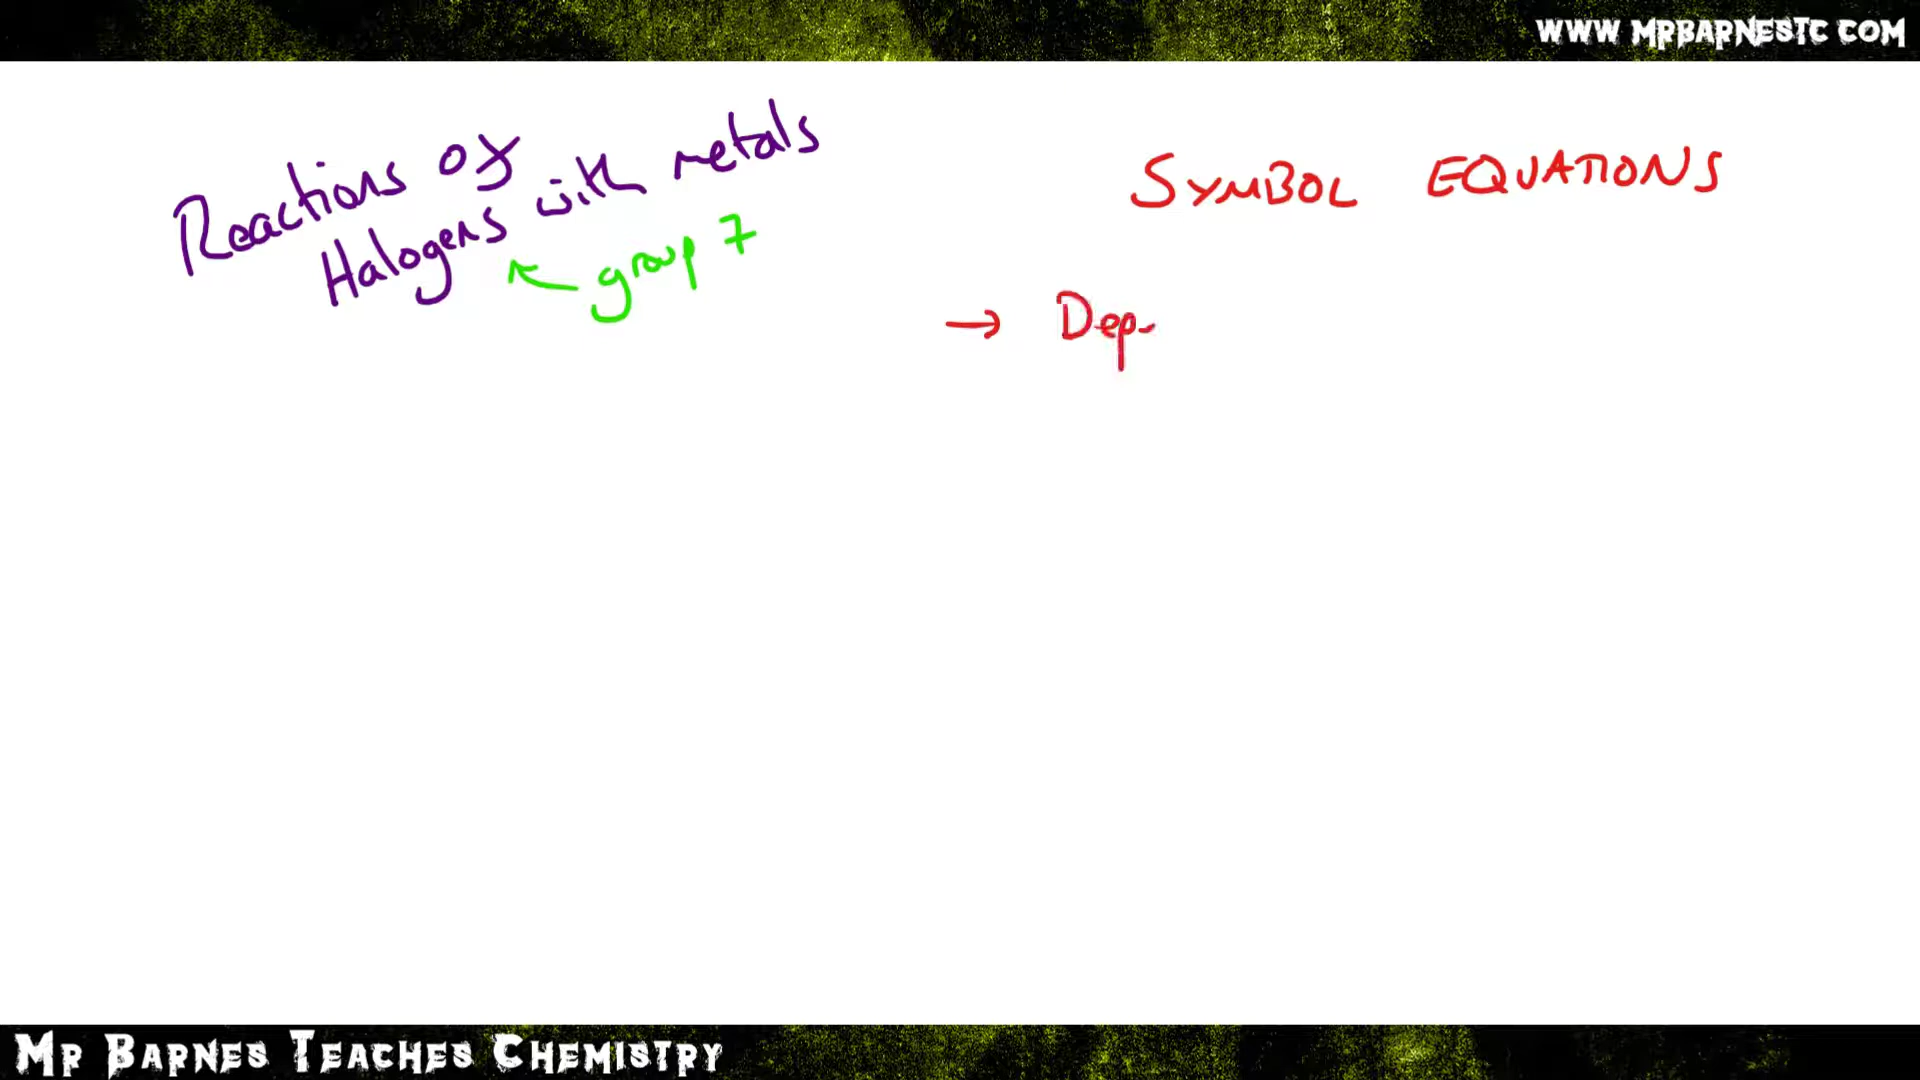 WWW MRBARNESTC COM
Reactions of
Halogens with metals
group 7
SYMBOL EQUATIONS
→ Dep
MR BARNES TEACHES CHEMISTRY